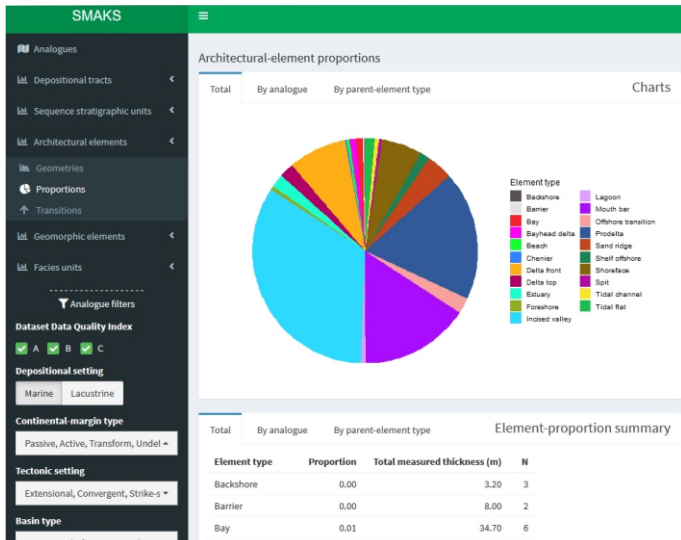 SMAKS
Analogues
Depositional tracts
Sequence stratigraphic units
Architectural elements
Geometries
Proportions
Transitions
Geomorphic elements
Facies units
Analogue filters
Dataset Data Quality Index
A B C
Depositional setting
Marine Lacustrine
Continental-margin type
Passive, Active, Transform, Undel
Tectonic setting
Extensional, Convergent, Strike-s
Basin type
Architectural-element proportions
Total By analogue By parent-element type Charts
Element type
Backshore
Barrier
Bay
Bayhead delta
Beach
Chenier
Delta front
Delta top
Estuary
Foreshore
Incised valley
Lagoon
Mouth bar
Offshore transition
Prodelta
Sand ridge
Shelf offshore
Shoreface
Spit
Tidal channel
Tidal flat
Total By analogue By parent-element type Element-proportion summary
Element type Proportion Total measured thickness (m) N
Backshore 0.00 3.20 3
Barrier 0.00 8.00 2
Bay 0.01 34.70 6